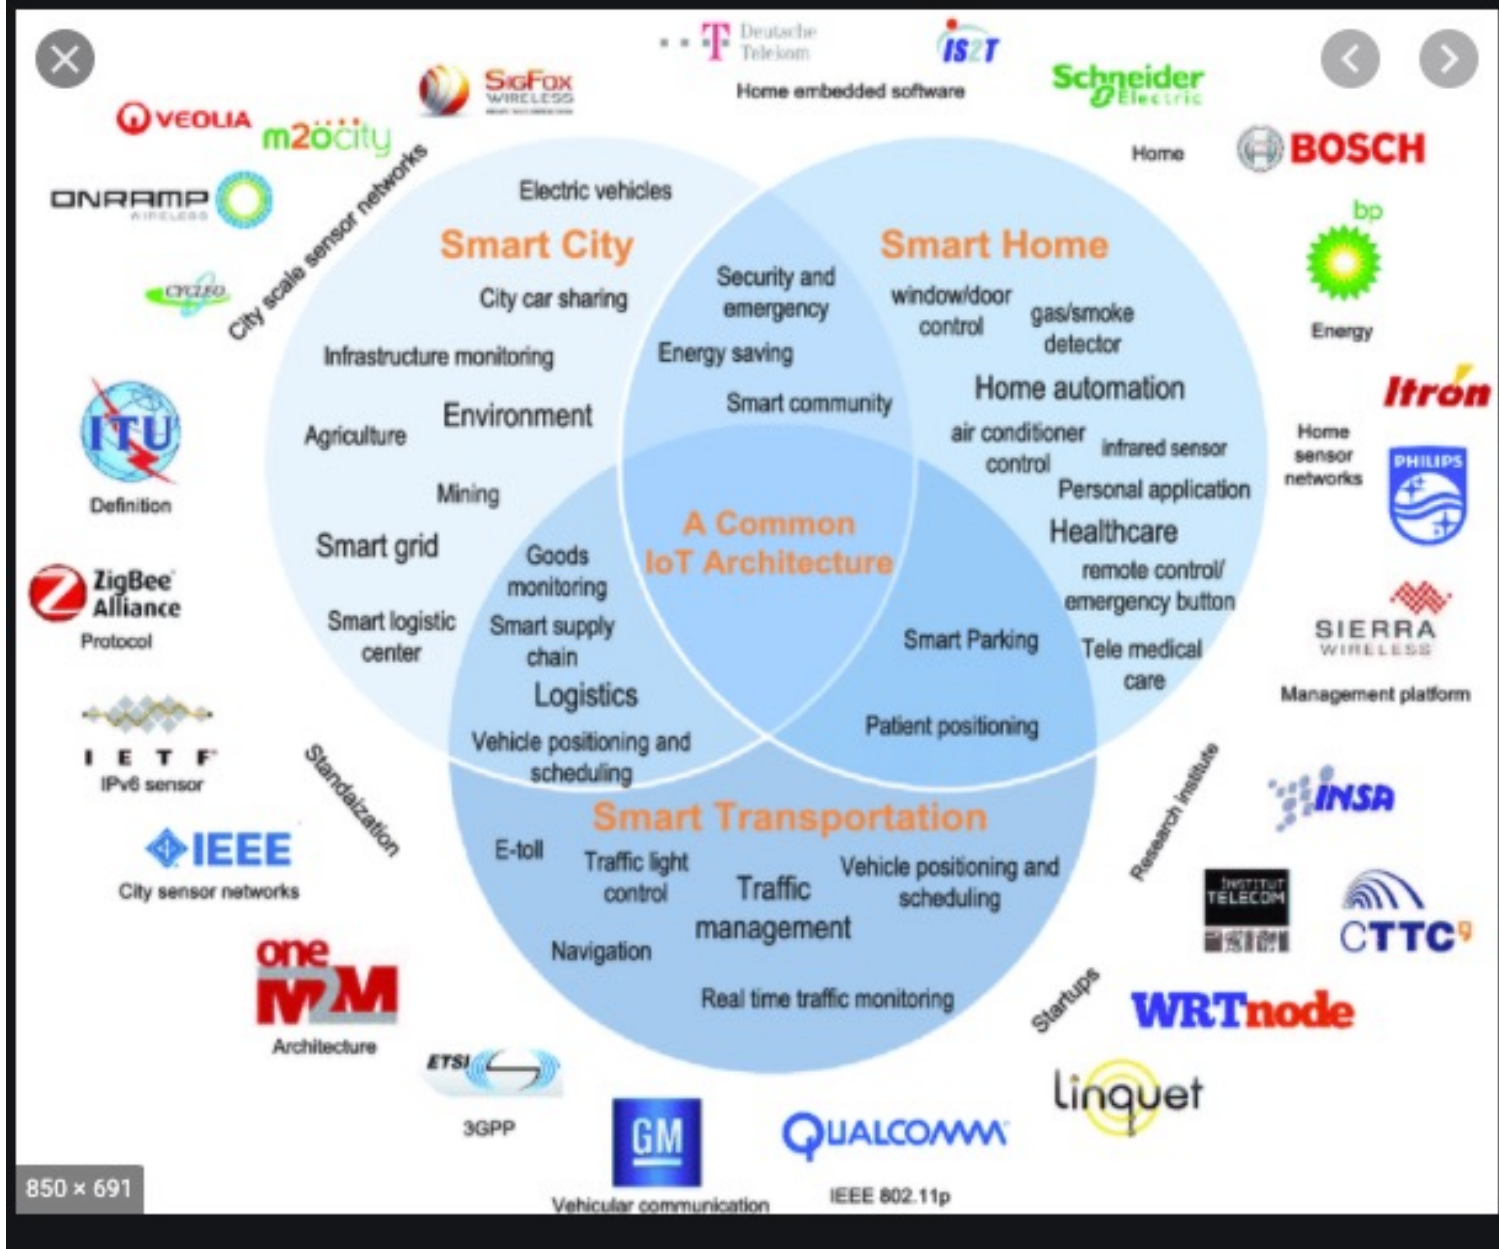 Deutsche
Telekom
IS2T
Home embedded software
SIGFOX
WIRELESS
Schneider
Electric
VEOLIA
m2ocity
Home
BOSCH
ONRAMP
WIRELESS
CYCLEO
City scale sensor networks
bp
Energy
Electric vehicles
Smart City
City car sharing
Infrastructure monitoring
Environment
Agriculture
Mining
Smart grid
Smart logistic
center
Security and
emergency
Energy saving
Smart community
Smart Home
window/door
control
gas/smoke
detector
Home automation
air conditioner
control
infrared sensor
Personal application
Healthcare
remote control/
emergency button
Tele medical
care
A Common
IoT Architecture
Goods
monitoring
Smart supply
chain
Logistics
Vehicle positioning and
scheduling
Smart Parking
Patient positioning
Smart Transportation
E-toll
Traffic light
control
Traffic
management
Vehicle positioning and
scheduling
Navigation
Real time traffic monitoring
Itrón
Home
sensor
networks
PHILIPS
SIERRA
WIRELESS
Management platform
Research institute
INSA
INSTITUT
TELECOM
CTTC
Startups
WRTnode
Linquet
ITU
Definition
ZigBee
Alliance
Protocol
I E T F
IPv6 sensor
Standaization
IEEE
City sensor networks
one
M2M
Architecture
ETSI
3GPP
GM
Vehicular communication
QUALCOMM
IEEE 802.11p
850 × 691